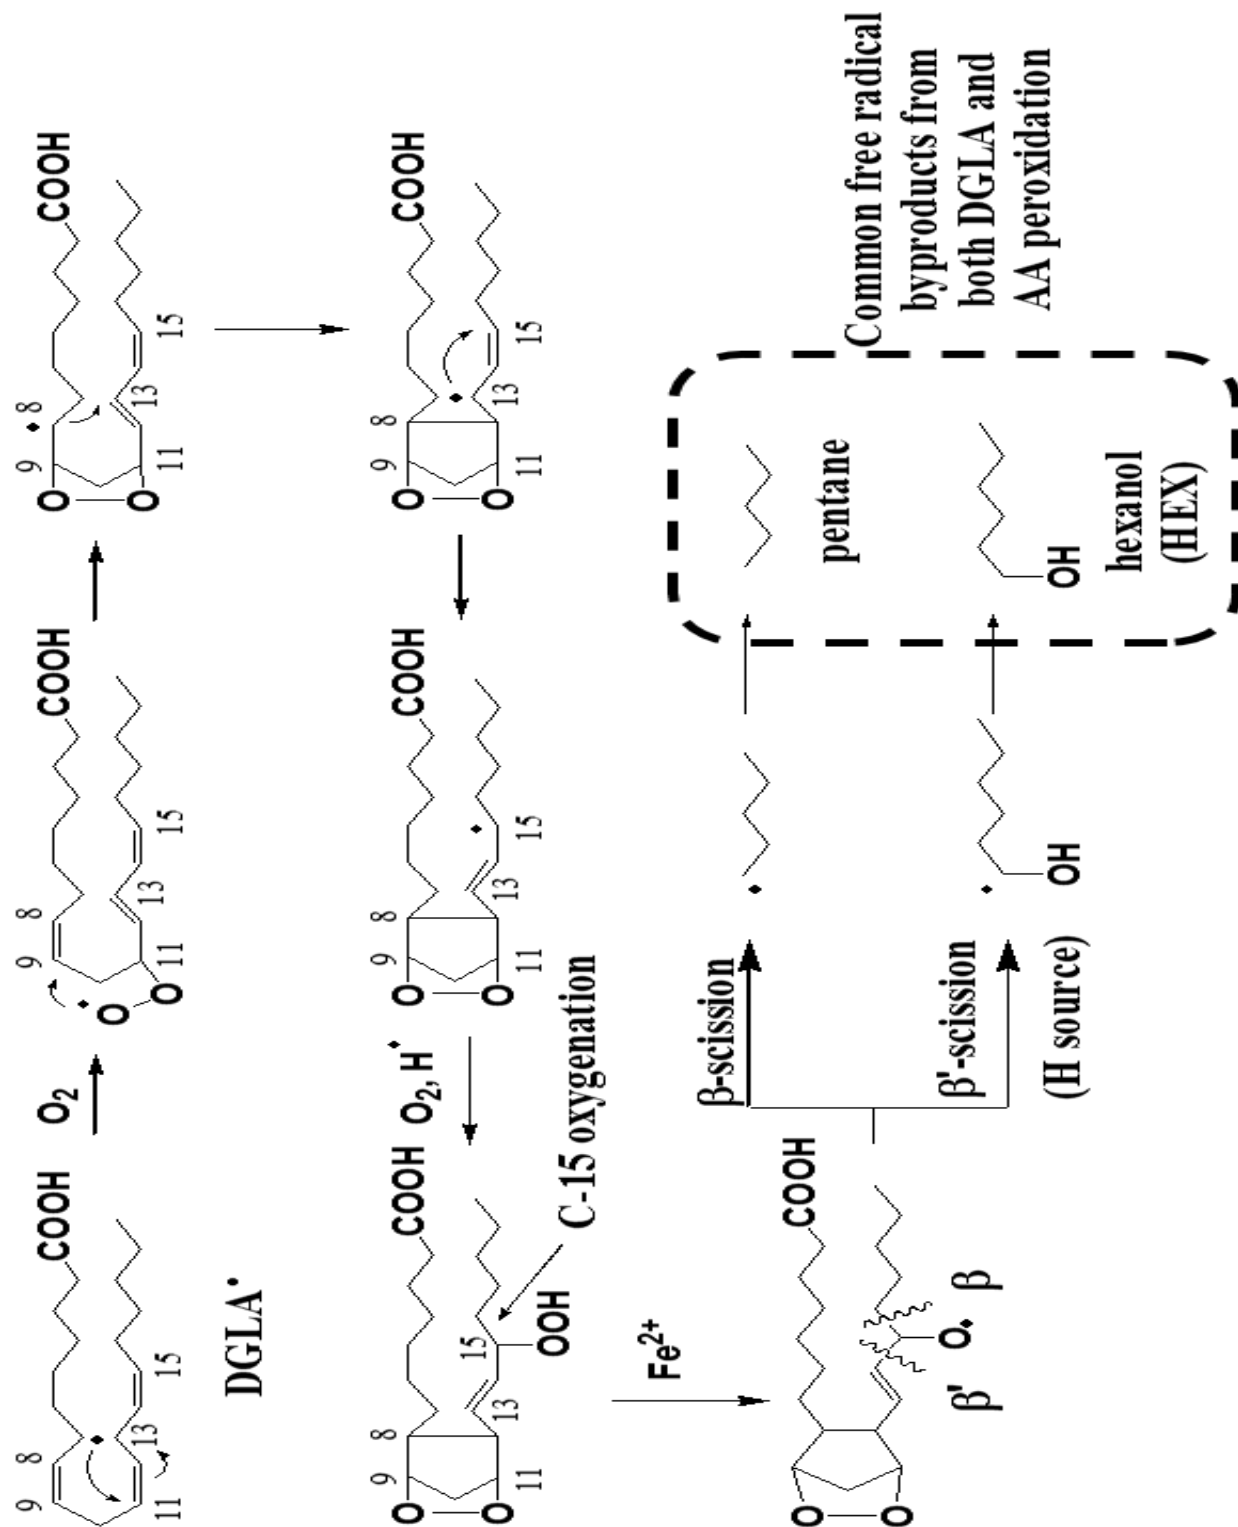 9 8
COOH
11 13 15
DGLA•
O₂
9 8
COOH
O
O
11 13 15
9 •8
COOH
O
O
11 13 15
9 8
COOH
O
O
11 13 15
9 8
COOH
O
O
11 13 15
O₂, H•
9 8
COOH
O
O
11 13 15
OOH
C-15 oxygenation
Fe²⁺
COOH
O
O
O•
β' β
β-scission
β'-scission
(H source)
OH
pentane
OH
hexanol
(HEX)
Common free radical
byproducts from
both DGLA and
AA peroxidation